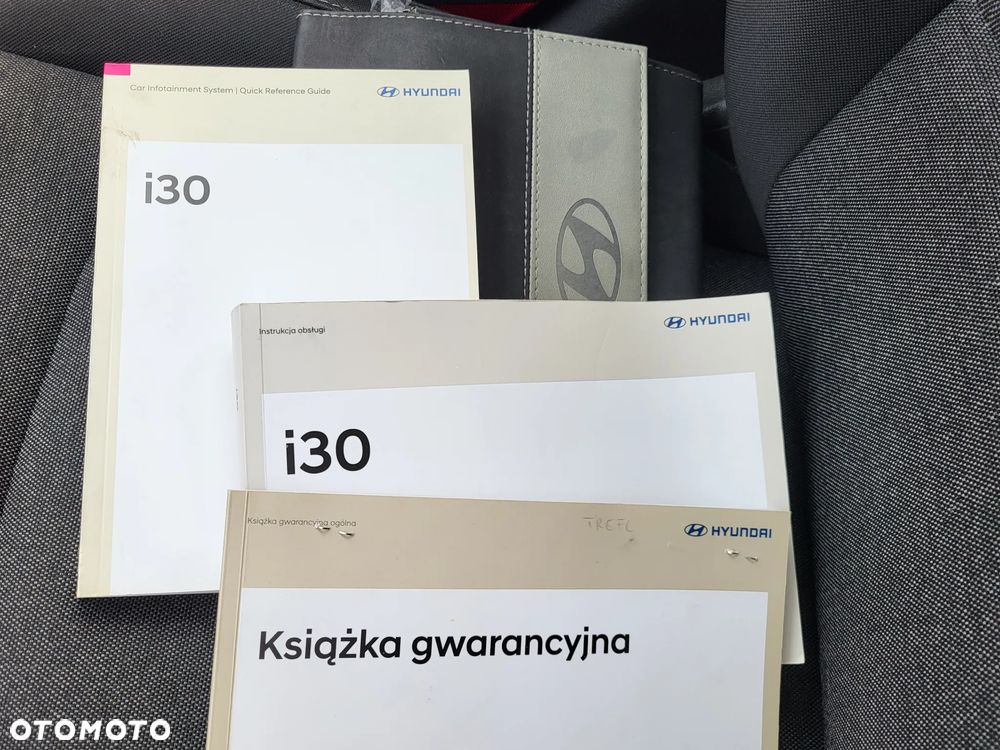 Car Infotainment System | Quick Reference Guide
HYUNDAI
i30
Instrukcja obsługi
HYUNDAI
i30
Książka gwarancyjna ogólna
TREFL
HYUNDAI
Książka gwarancyjna
OTOMOTO